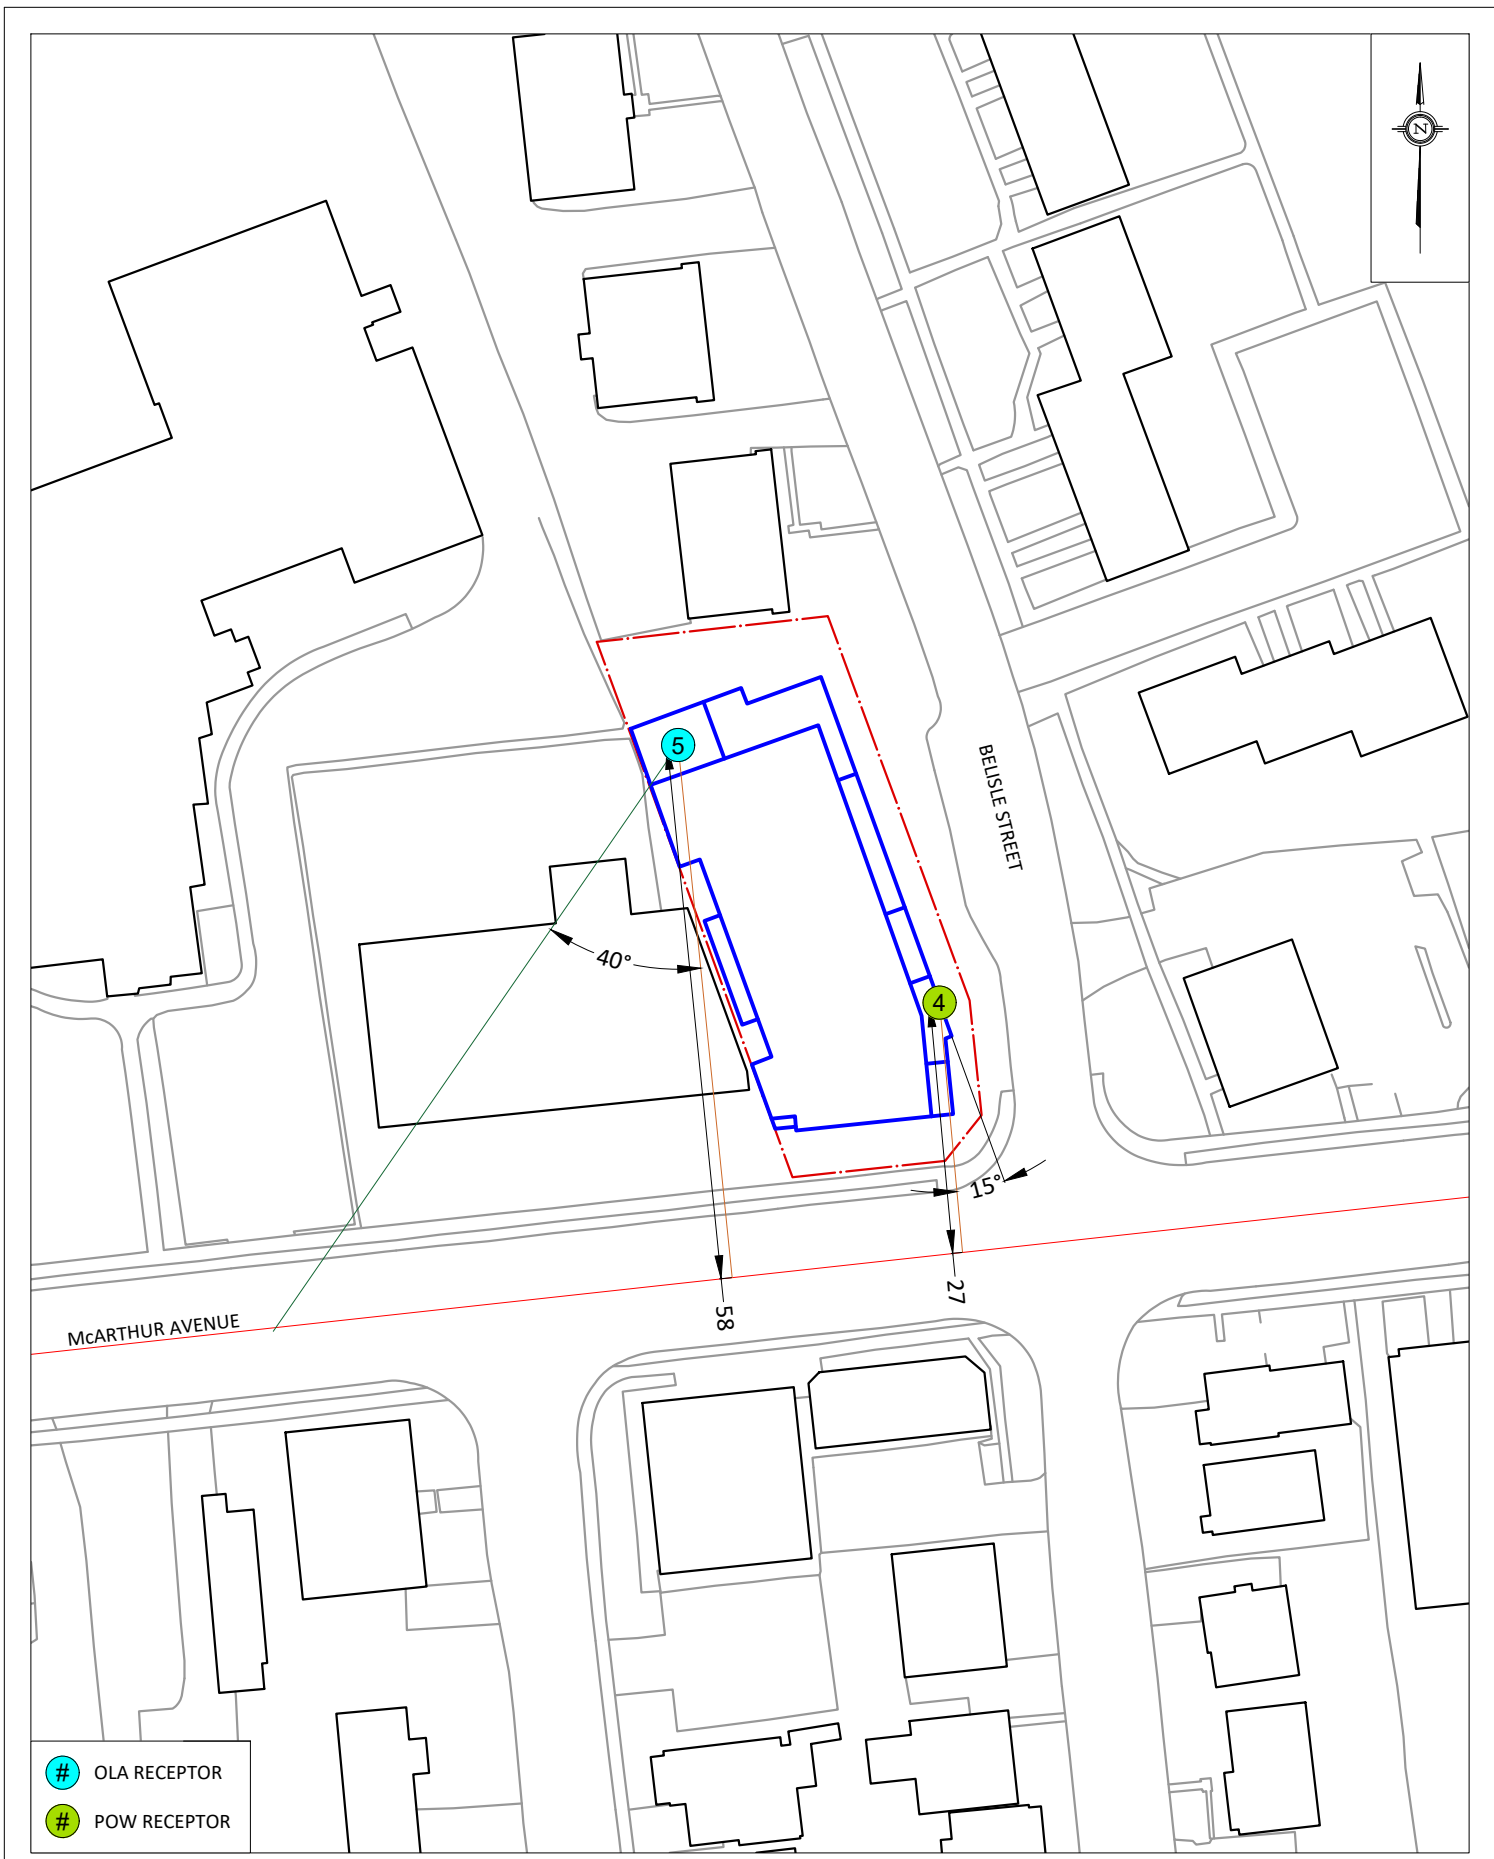 N
5
BELISLE STREET
40°
4
15°
27
58
McARTHUR AVENUE
# OLA RECEPTOR
# POW RECEPTOR